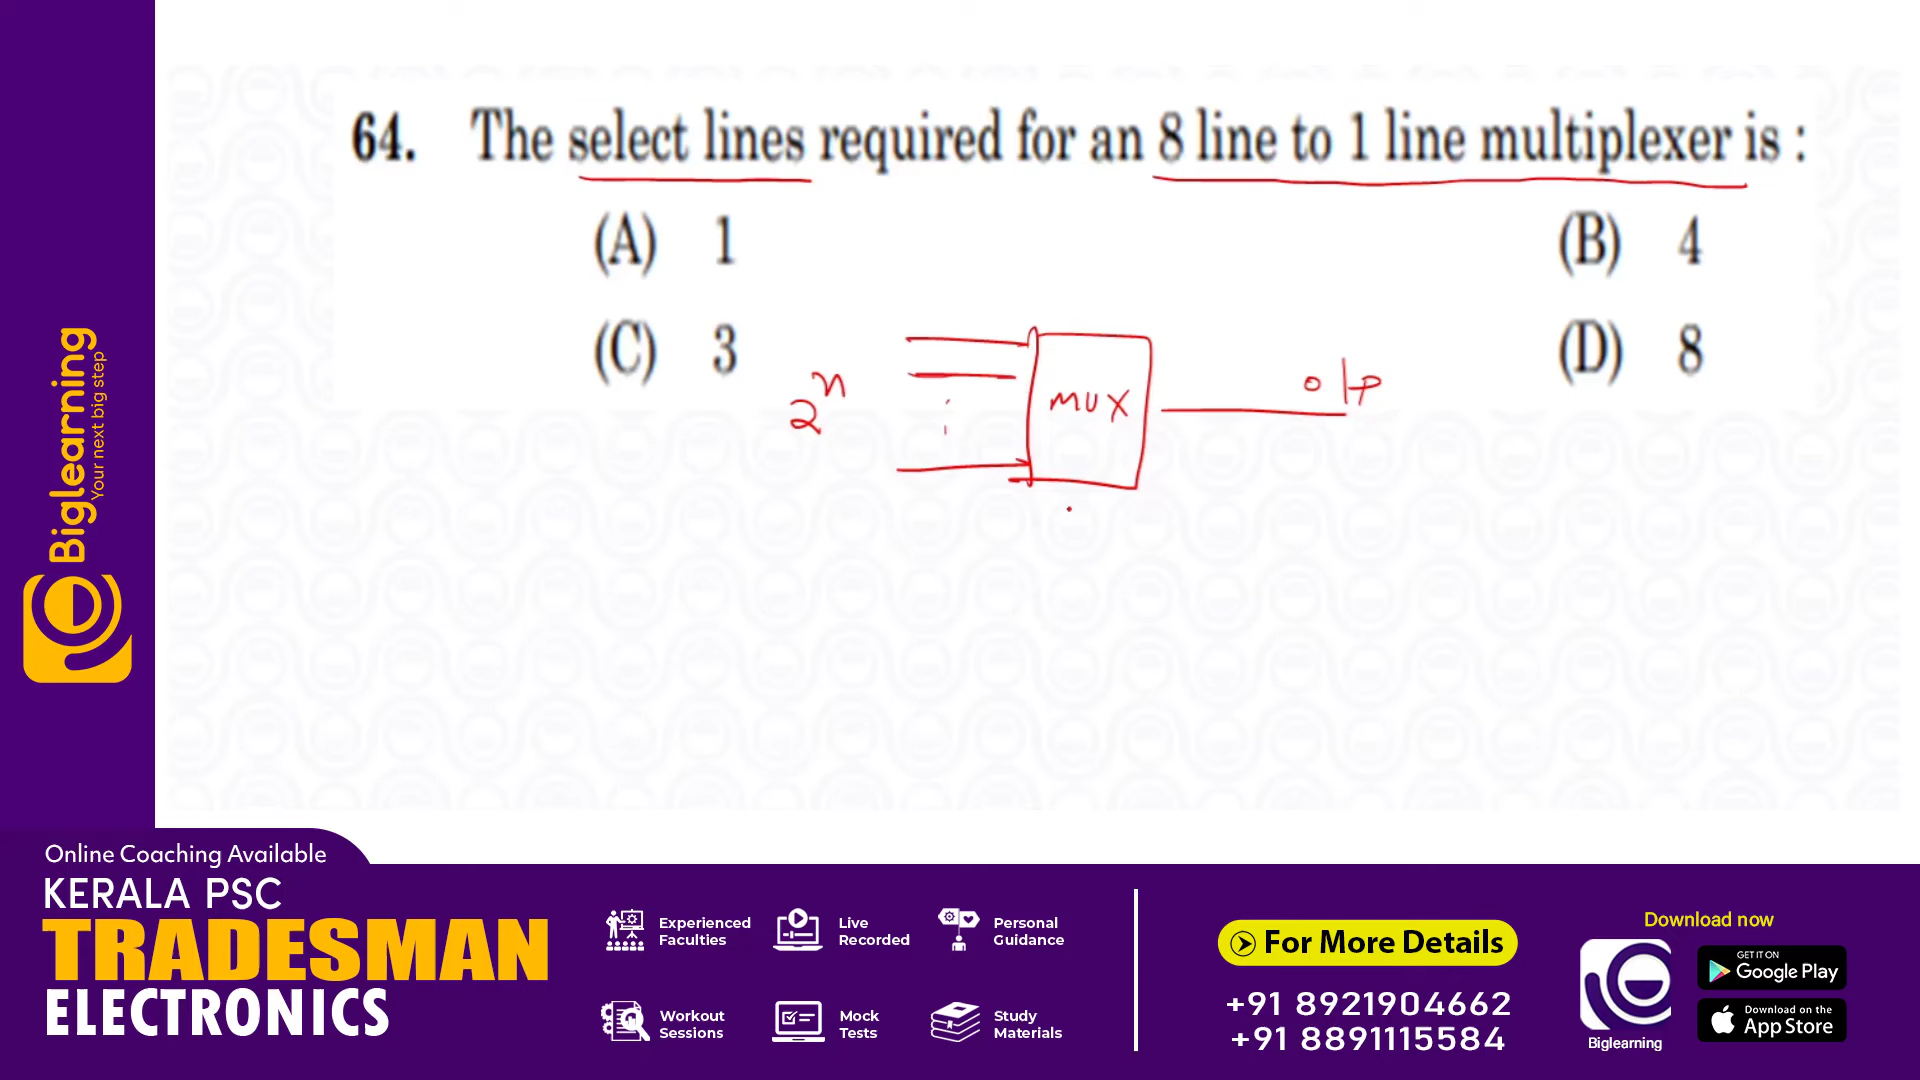 64. The select lines required for an 8 line to 1 line multiplexer is :
(A) 1
(B) 4
(C) 3
(D) 8
2^n
MUX
o/p
Biglearning
Your next big step
Online Coaching Available
KERALA PSC
TRADESMAN
ELECTRONICS
Experienced
Faculties
Live
Recorded
Personal
Guidance
Workout
Sessions
Mock
Tests
Study
Materials
For More Details
+91 8921904662
+91 8891115584
Download now
Biglearning
GET IT ON
Google Play
Download on the
App Store